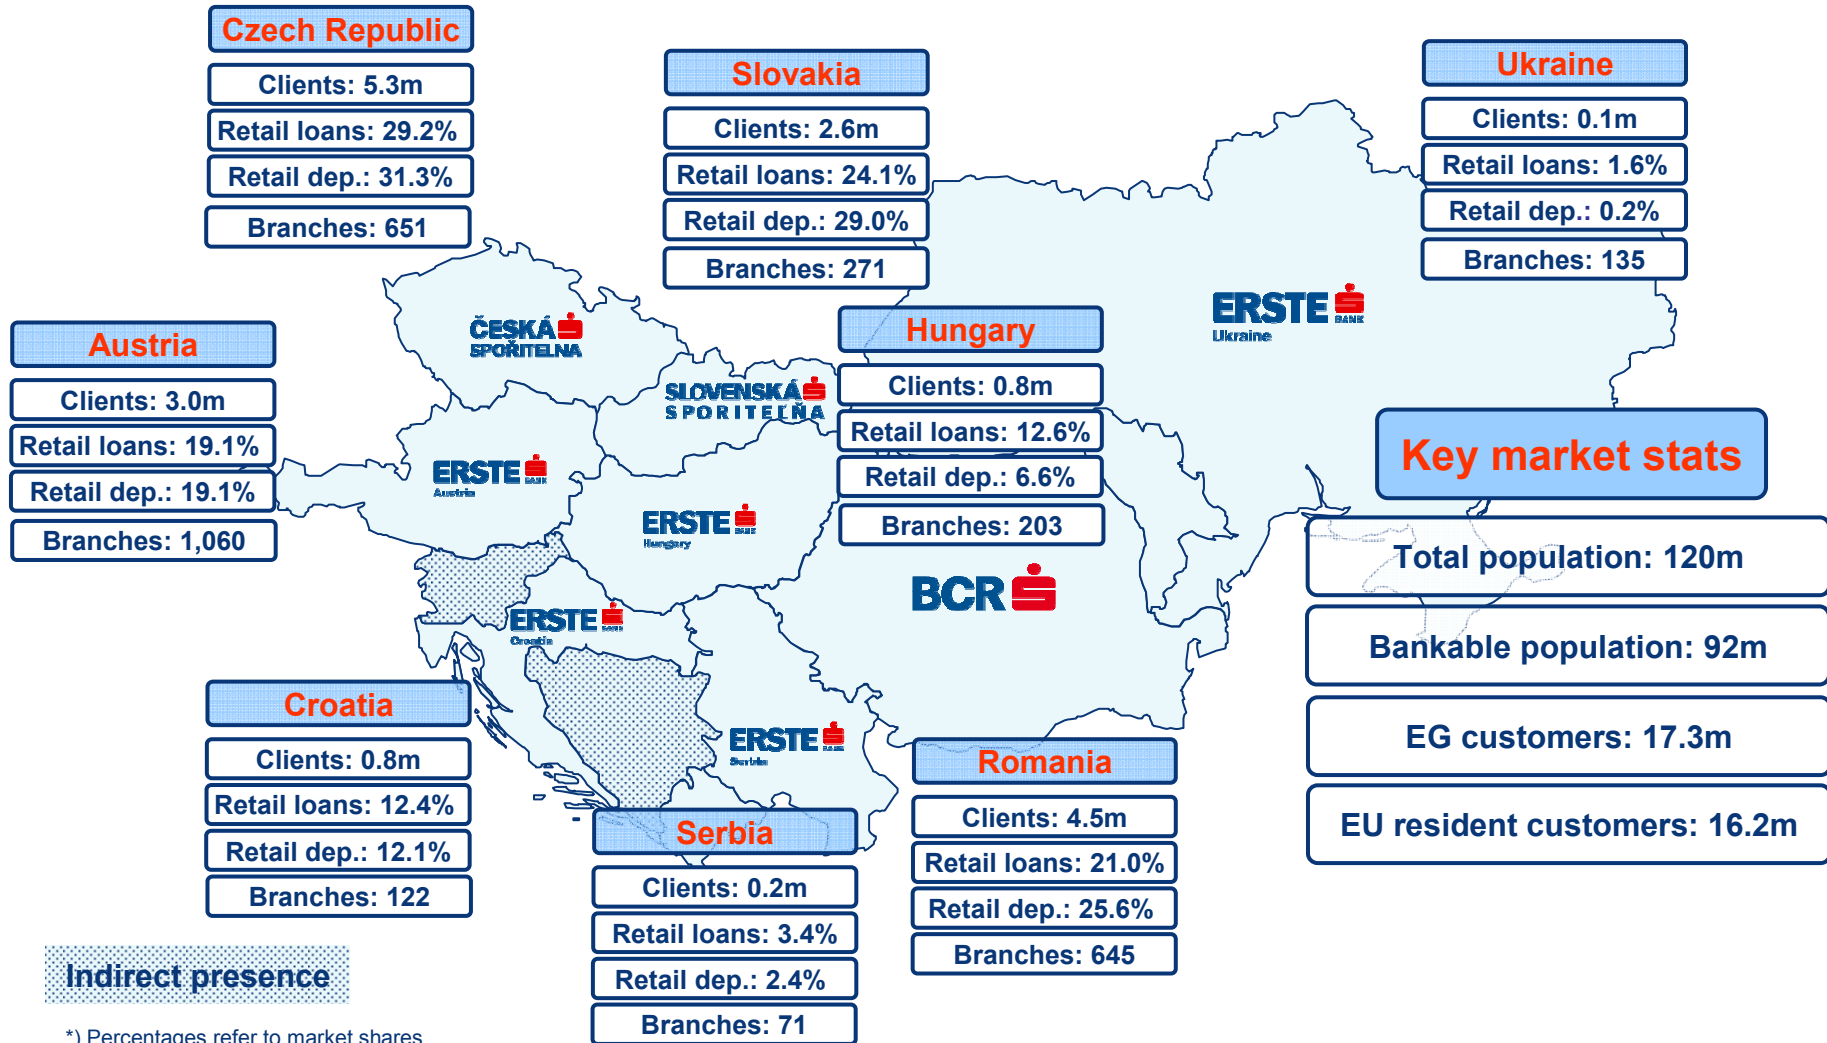 Czech Republic
Clients: 5.3m
Retail loans: 29.2%
Retail dep.: 31.3%
Branches: 651
Slovakia
Clients: 2.6m
Retail loans: 24.1%
Retail dep.: 29.0%
Branches: 271
Ukraine
Clients: 0.1m
Retail loans: 1.6%
Retail dep.: 0.2%
Branches: 135
Austria
Clients: 3.0m
Retail loans: 19.1%
Retail dep.: 19.1%
Branches: 1,060
Hungary
Clients: 0.8m
Retail loans: 12.6%
Retail dep.: 6.6%
Branches: 203
ČESKÁ
SPOŘITELNA
SLOVENSKÁ
SPORITEĽŇA
ERSTE BANK
Ukraine
ERSTE BANK
Austria
ERSTE BANK
Hungary
BCR
ERSTE BANK
Croatia
ERSTE BANK
Serbia
Key market stats
Total population: 120m
Bankable population: 92m
EG customers: 17.3m
EU resident customers: 16.2m
Croatia
Clients: 0.8m
Retail loans: 12.4%
Retail dep.: 12.1%
Branches: 122
Serbia
Clients: 0.2m
Retail loans: 3.4%
Retail dep.: 2.4%
Branches: 71
Romania
Clients: 4.5m
Retail loans: 21.0%
Retail dep.: 25.6%
Branches: 645
Indirect presence
*) Percentages refer to market shares